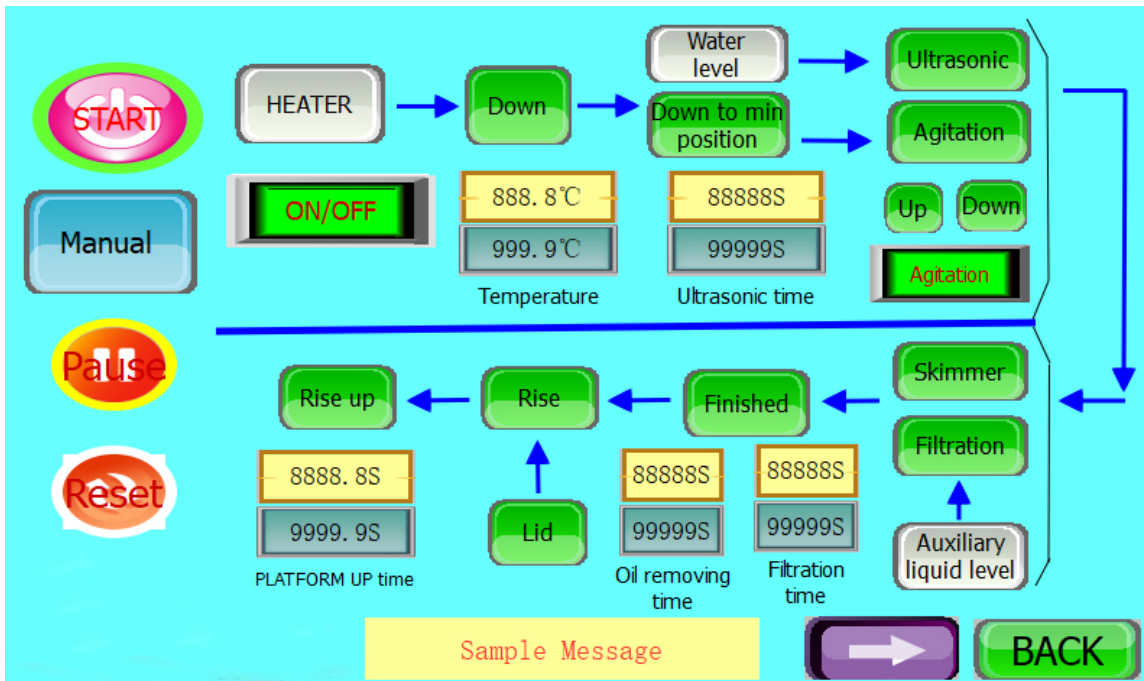 START
Manual
Pause
Reset
HEATER
ON/OFF
Down
888.8℃
999.9℃
Temperature
Water
level
Down to min
position
88888S
99999S
Ultrasonic time
Ultrasonic
Agitation
Up
Down
Agitation
Rise up
8888.8S
9999.9S
PLATFORM UP time
Rise
Lid
Finished
88888S
99999S
Oil removing
time
88888S
99999S
Filtration
time
Skimmer
Filtration
Auxiliary
liquid level
Sample Message
BACK